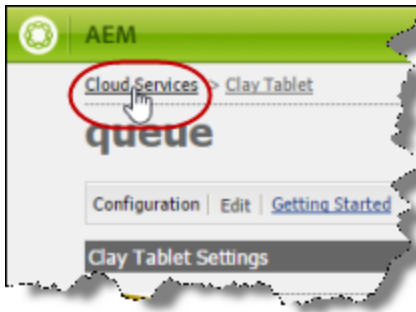 AEM
Cloud Services > Clay Tablet
queue
Configuration | Edit | Getting Started
Clay Tablet Settings